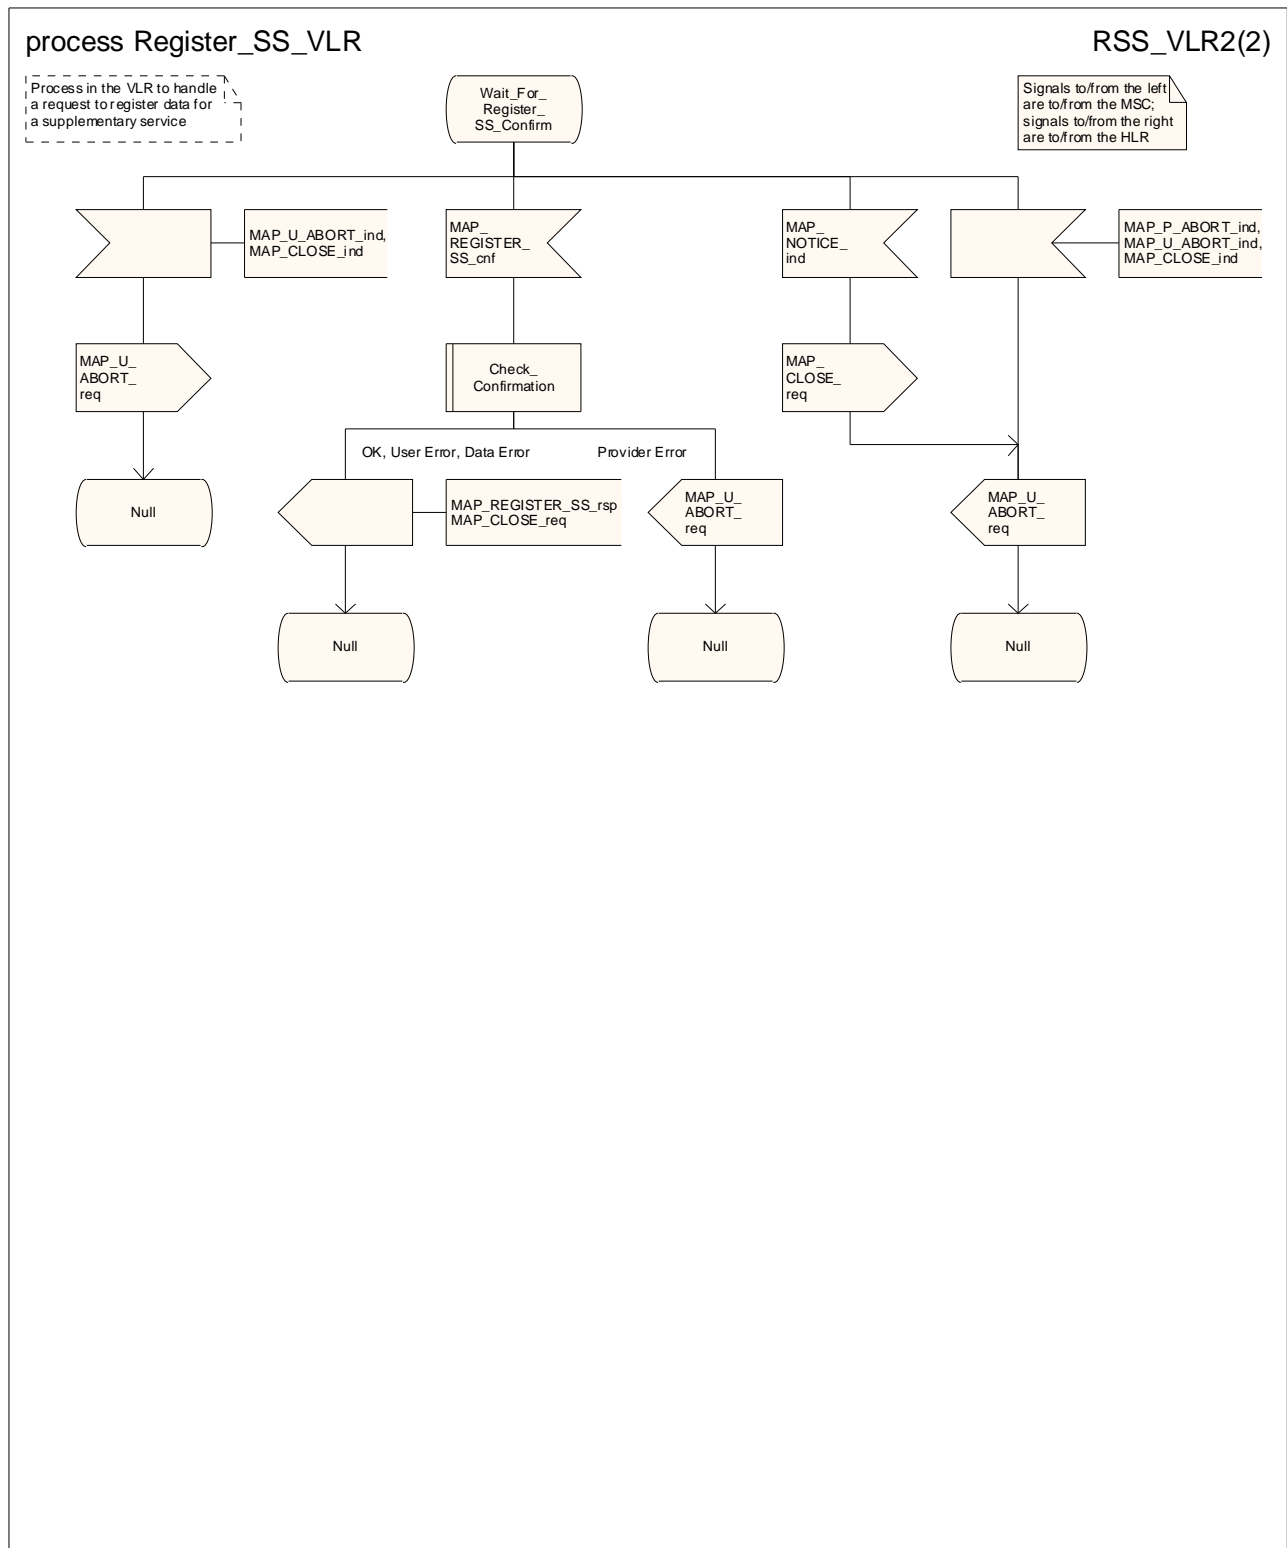 process Register_SS_VLR
RSS_VLR2(2)
Process in the VLR to handle
a request to register data for
a supplementary service
Wait_For_
Register_
SS_Confirm
Signals to/from the left
are to/from the MSC;
signals to/from the right
are to/from the HLR
MAP_U_ABORT_ind,
MAP_CLOSE_ind
MAP_
REGISTER_
SS_cnf
MAP_
NOTICE_
ind
MAP_P_ABORT_ind,
MAP_U_ABORT_ind,
MAP_CLOSE_ind
MAP_U_
ABORT_
req
Check_
Confirmation
MAP_
CLOSE_
req
OK, User Error, Data Error
Provider Error
Null
MAP_REGISTER_SS_rsp
MAP_CLOSE_req
MAP_U_
ABORT_
req
MAP_U_
ABORT_
req
Null
Null
Null